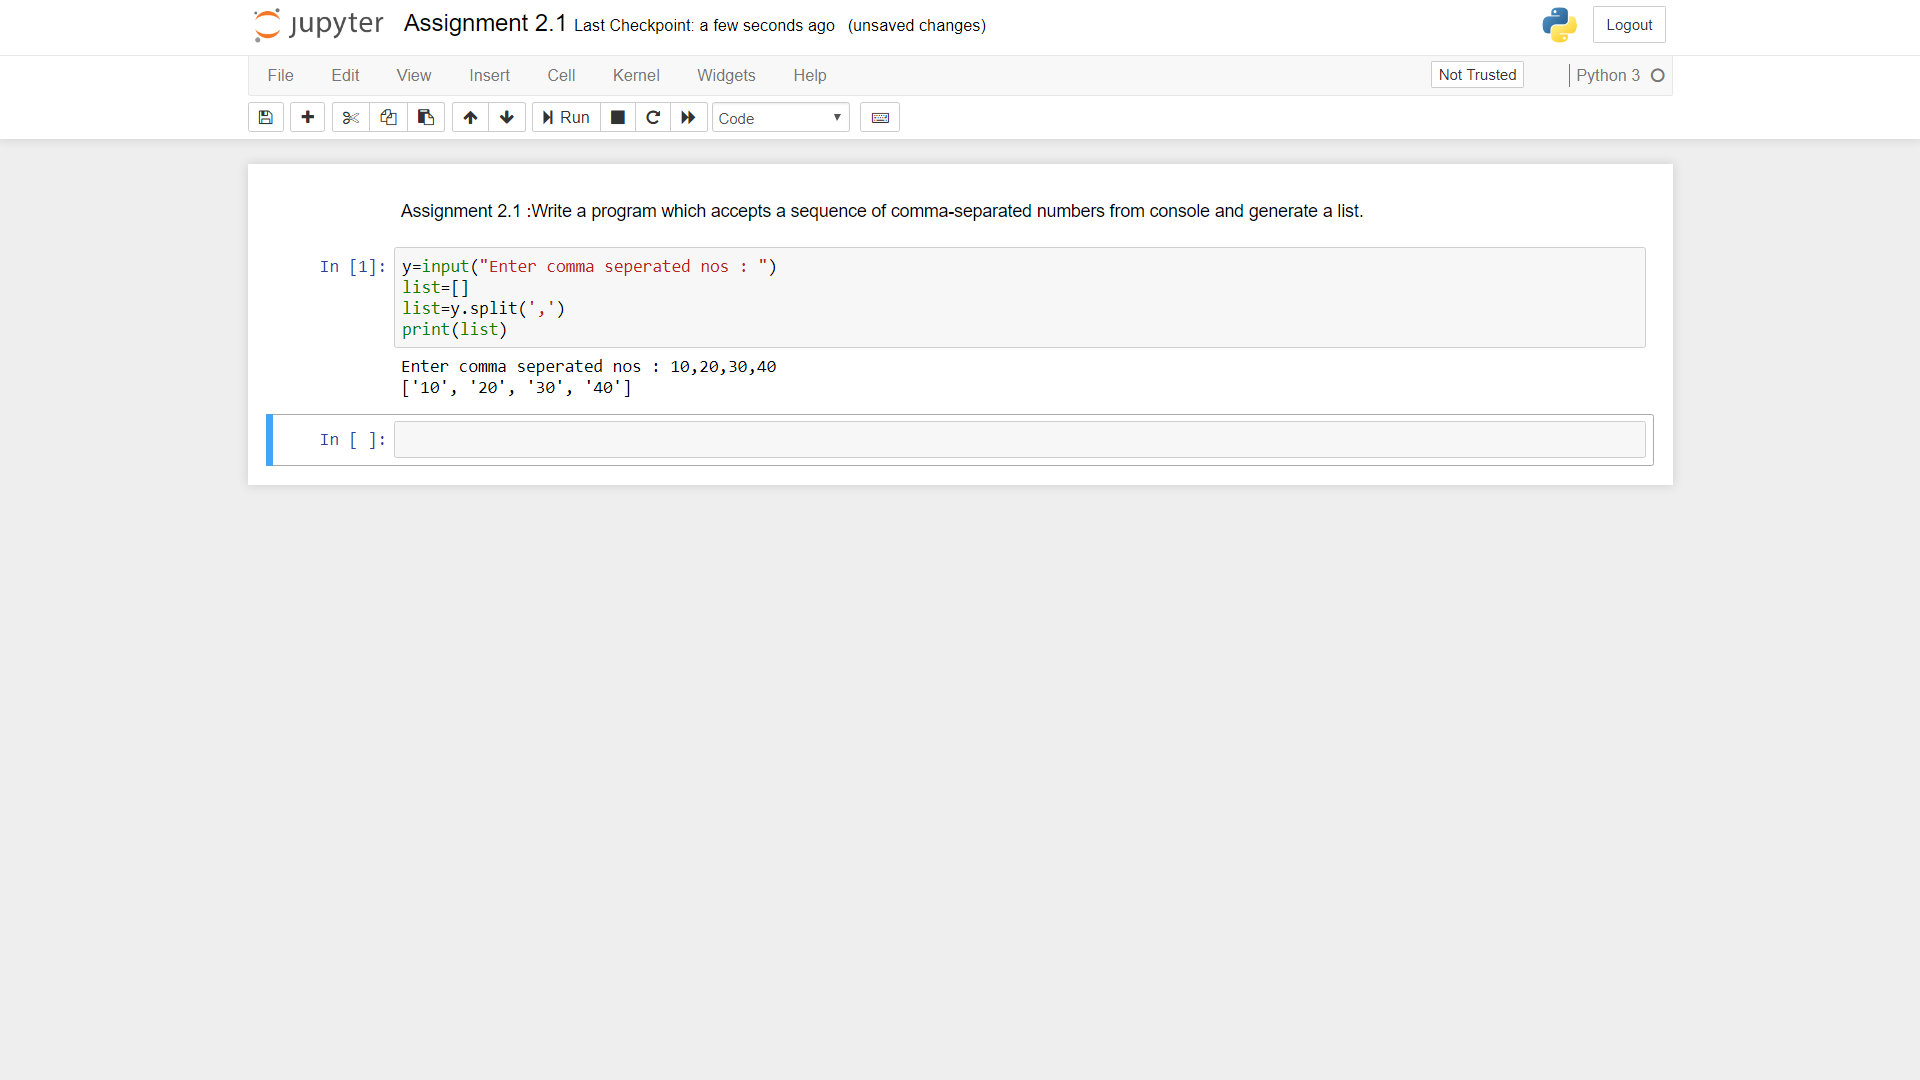 jupyter Assignment 2.1 Last Checkpoint: a few seconds ago (unsaved changes) Logout
File Edit View Insert Cell Kernel Widgets Help Not Trusted Python 3
Run Code
Assignment 2.1 :Write a program which accepts a sequence of comma-separated numbers from console and generate a list.
In [1]: y=input("Enter comma seperated nos : ")
list=[]
list=y.split(',')
print(list)
Enter comma seperated nos : 10,20,30,40
['10', '20', '30', '40']
In [ ]: